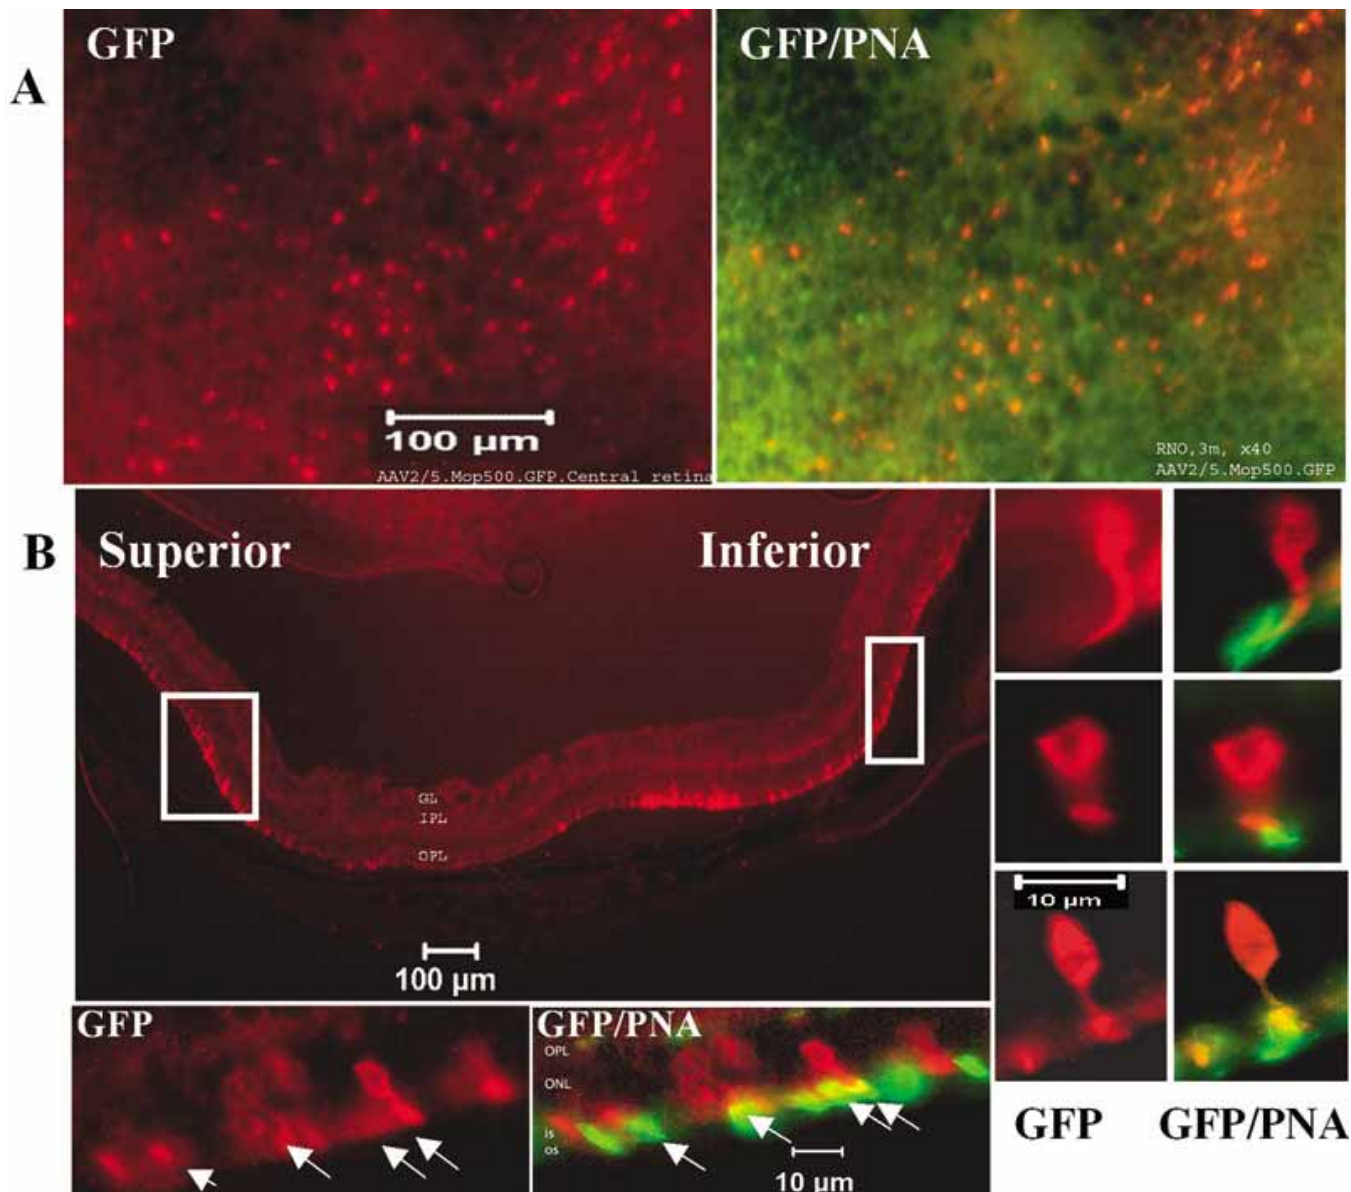 GFP
GFP/PNA
A
100 µm
AAV2/5.Mop500.GFP.Central retina
RNO,3m, x40
AAV2/5.Mop500.GFP
B
Superior
Inferior
GL
IPL
OPL
100 µm
10 µm
GFP
GFP/PNA
OPL
ONL
is
os
10 µm
GFP
GFP/PNA